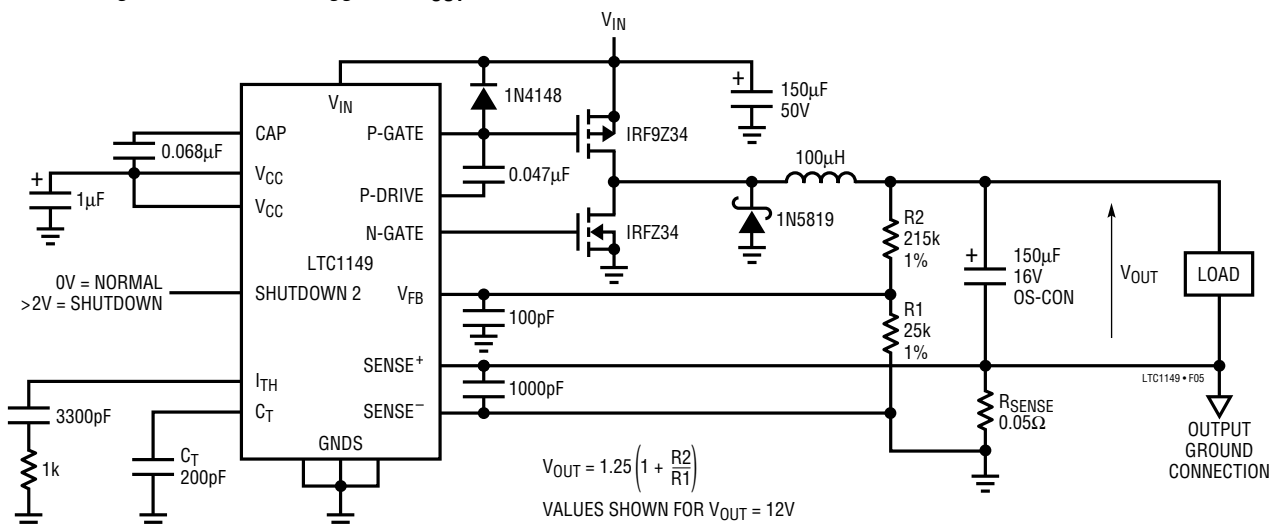 V_IN
1N4148
+
150µF
50V
V_IN
CAP
P-GATE
IRF9Z34
0.068µF
100µH
V_CC
+
0.047µF
1µF
V_CC
P-DRIVE
1N5819
R2
215k
1%
N-GATE
IRFZ34
+
150µF
16V
OS-CON
V_OUT
LOAD
LTC1149
0V = NORMAL
>2V = SHUTDOWN
SHUTDOWN 2
V_FB
R1
25k
1%
100pF
SENSE+
LTC1149 • F05
I_TH
1000pF
3300pF
C_T
SENSE−
R_SENSE
0.05Ω
OUTPUT
GROUND
CONNECTION
GNDS
1k
C_T
200pF
V_OUT = 1.25 (1 + R2/R1)
VALUES SHOWN FOR V_OUT = 12V